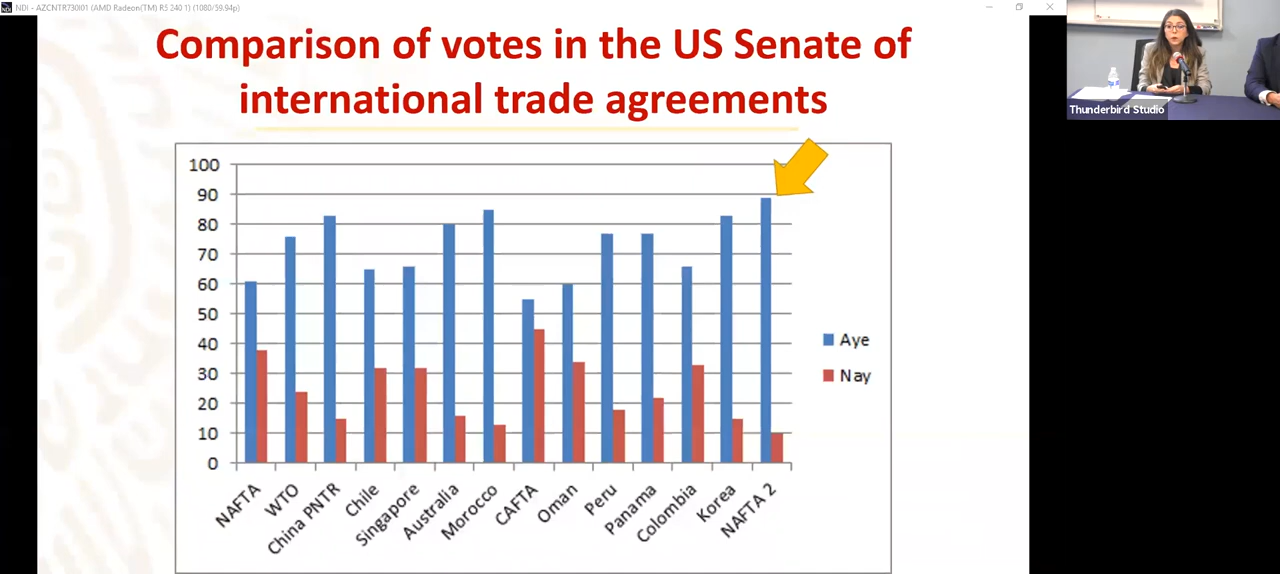 NDI - AZCNTR730I01 (AMD Radeon(TM) R5 240 1) (1080/59.94p)
Comparison of votes in the US Senate of
international trade agreements
100
90
80
70
60
50
40
30
20
10
0
Aye
Nay
NAFTA
WTO
China PNTR
Chile
Singapore
Australia
Morocco
CAFTA
Oman
Peru
Panama
Colombia
Korea
NAFTA 2
Thunderbird Studio